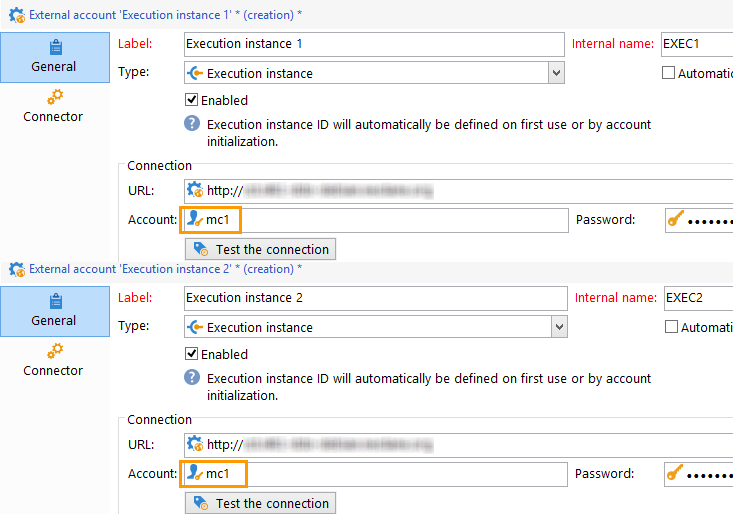 External account 'Execution instance 1' * (creation) *
Label: Execution instance 1 Internal name: EXEC1
General
Type: Execution instance Automatic
Enabled
Connector
Execution instance ID will automatically be defined on first use or by account
initialization.
Connection
URL: http://
Account: mc1 Password: •••••••
Test the connection
External account 'Execution instance 2' * (creation) *
Label: Execution instance 2 Internal name: EXEC2
General
Type: Execution instance Automati
Enabled
Connector
Execution instance ID will automatically be defined on first use or by account
initialization.
Connection
URL: http://
Account: mc1 Password: •••••••
Test the connection